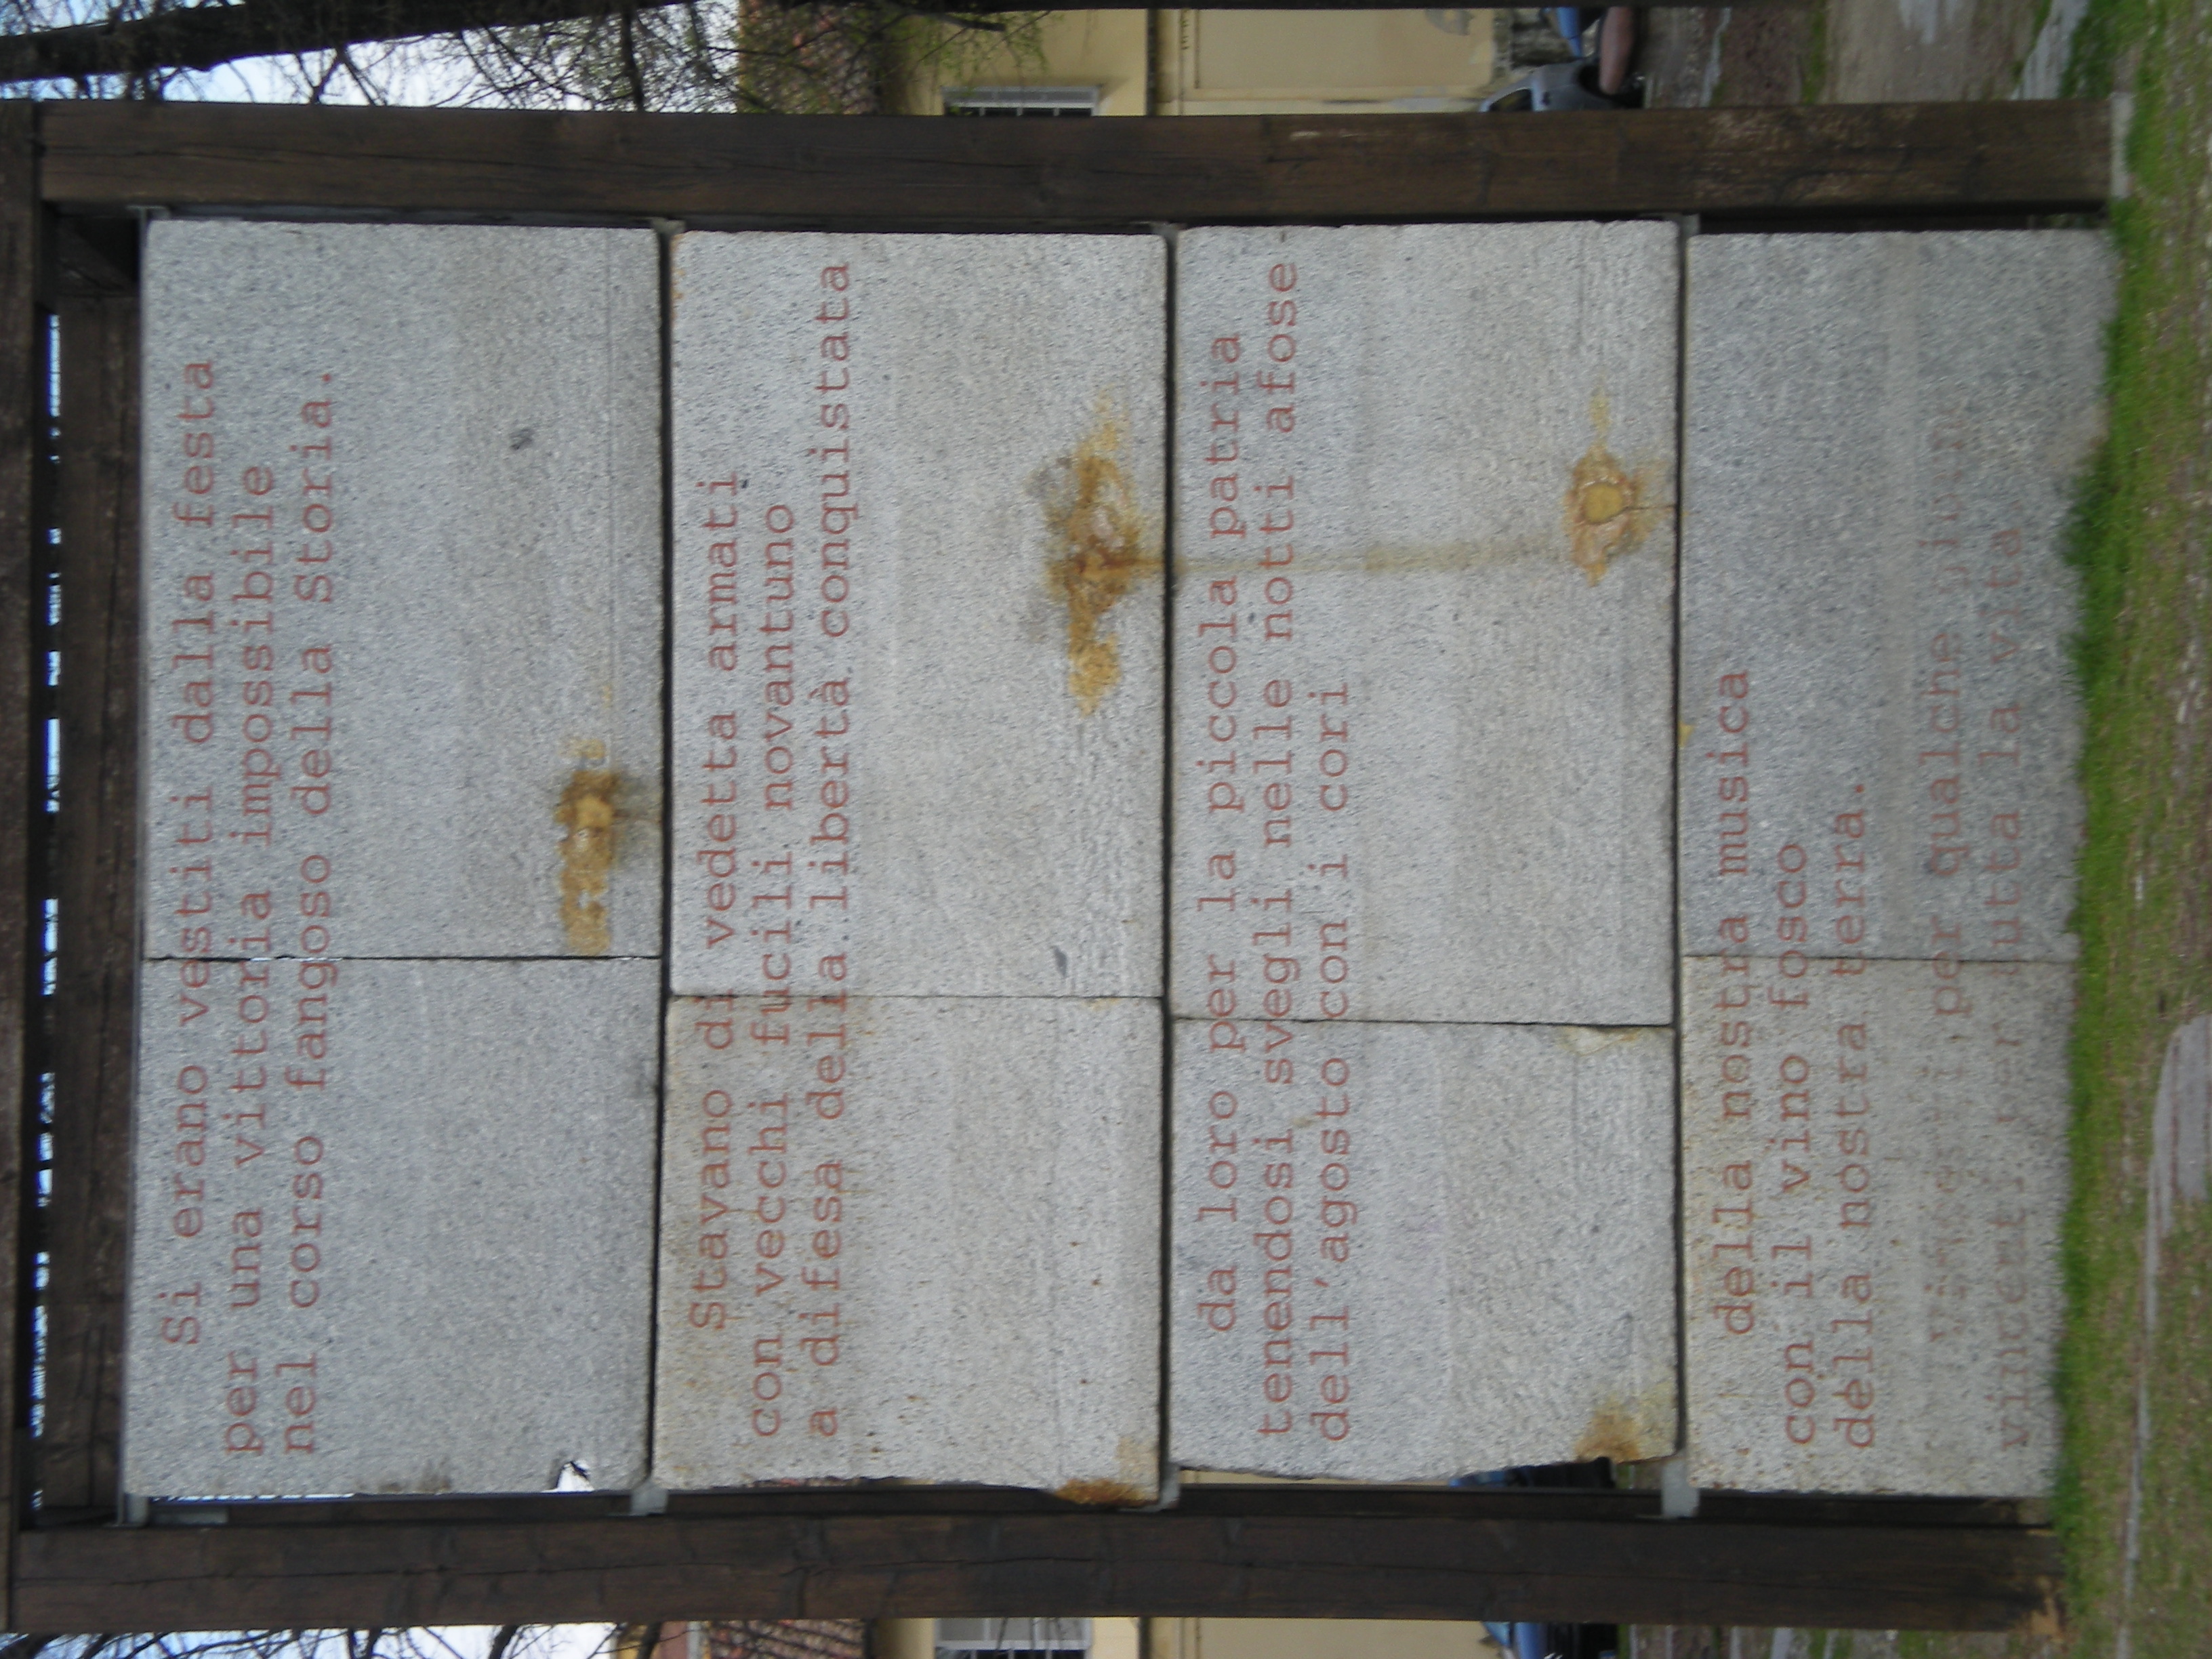 Si erano vestiti dalla festa
per una vittoria impossibile
nel corso fangoso della Storia.
Stavano di vedetta armati
con vecchi fucili novantuno
a difesa della libertà conquistata
da loro per la piccola patria
tenendosi svegli nelle notti afose
dell'agosto con i cori
della nostra musica
con il vino fosco
della nostra terra.
per qualche
tutta la vita